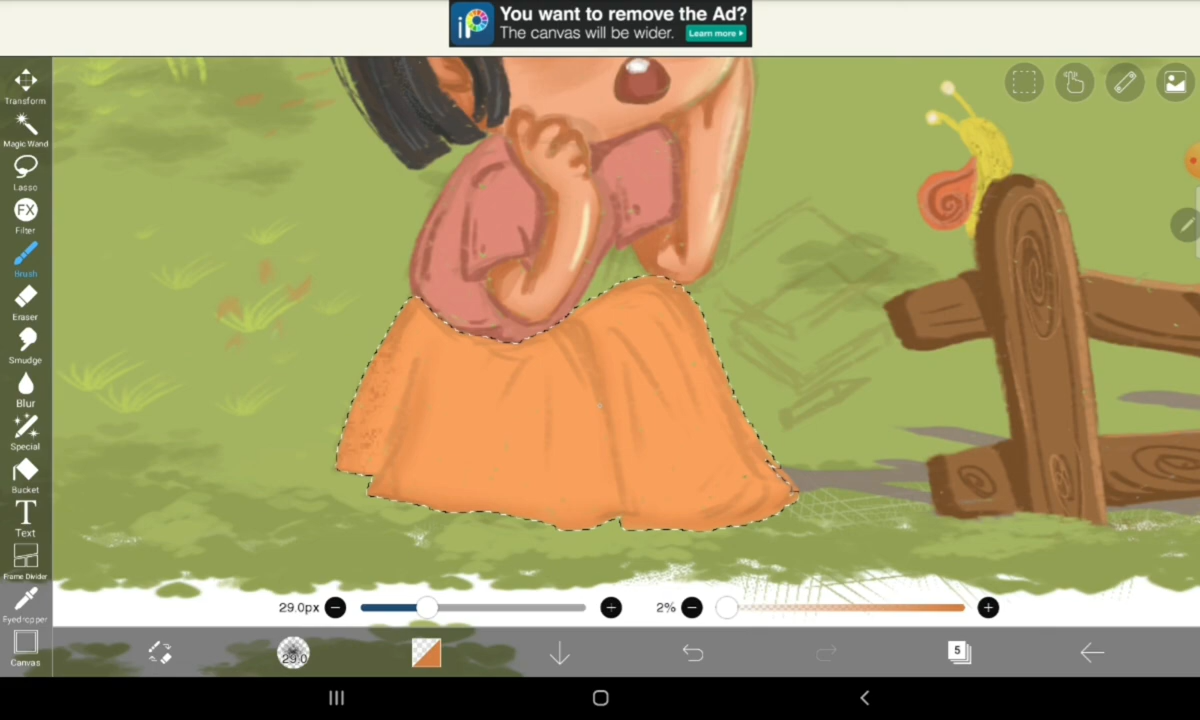 You want to remove the Ad?
The canvas will be wider.
Learn more
Transform
Magic Wand
Lasso
FX
Filter
Brush
Eraser
Smudge
Blur
Special
Bucket
T
Text
Frame Divider
Eyedropper
Canvas
29.0px
2%
29.0
5